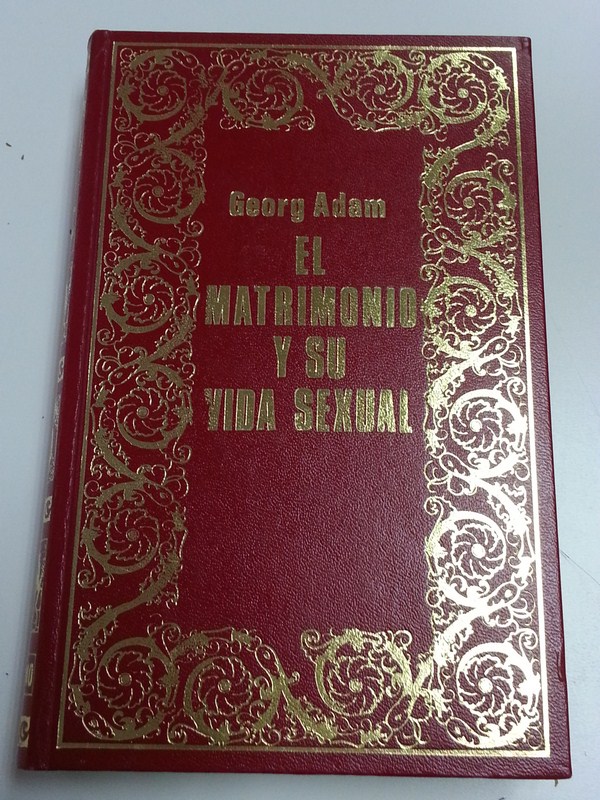 Georg Adam
EL
MATRIMONIO
Y SU
VIDA SEXUAL